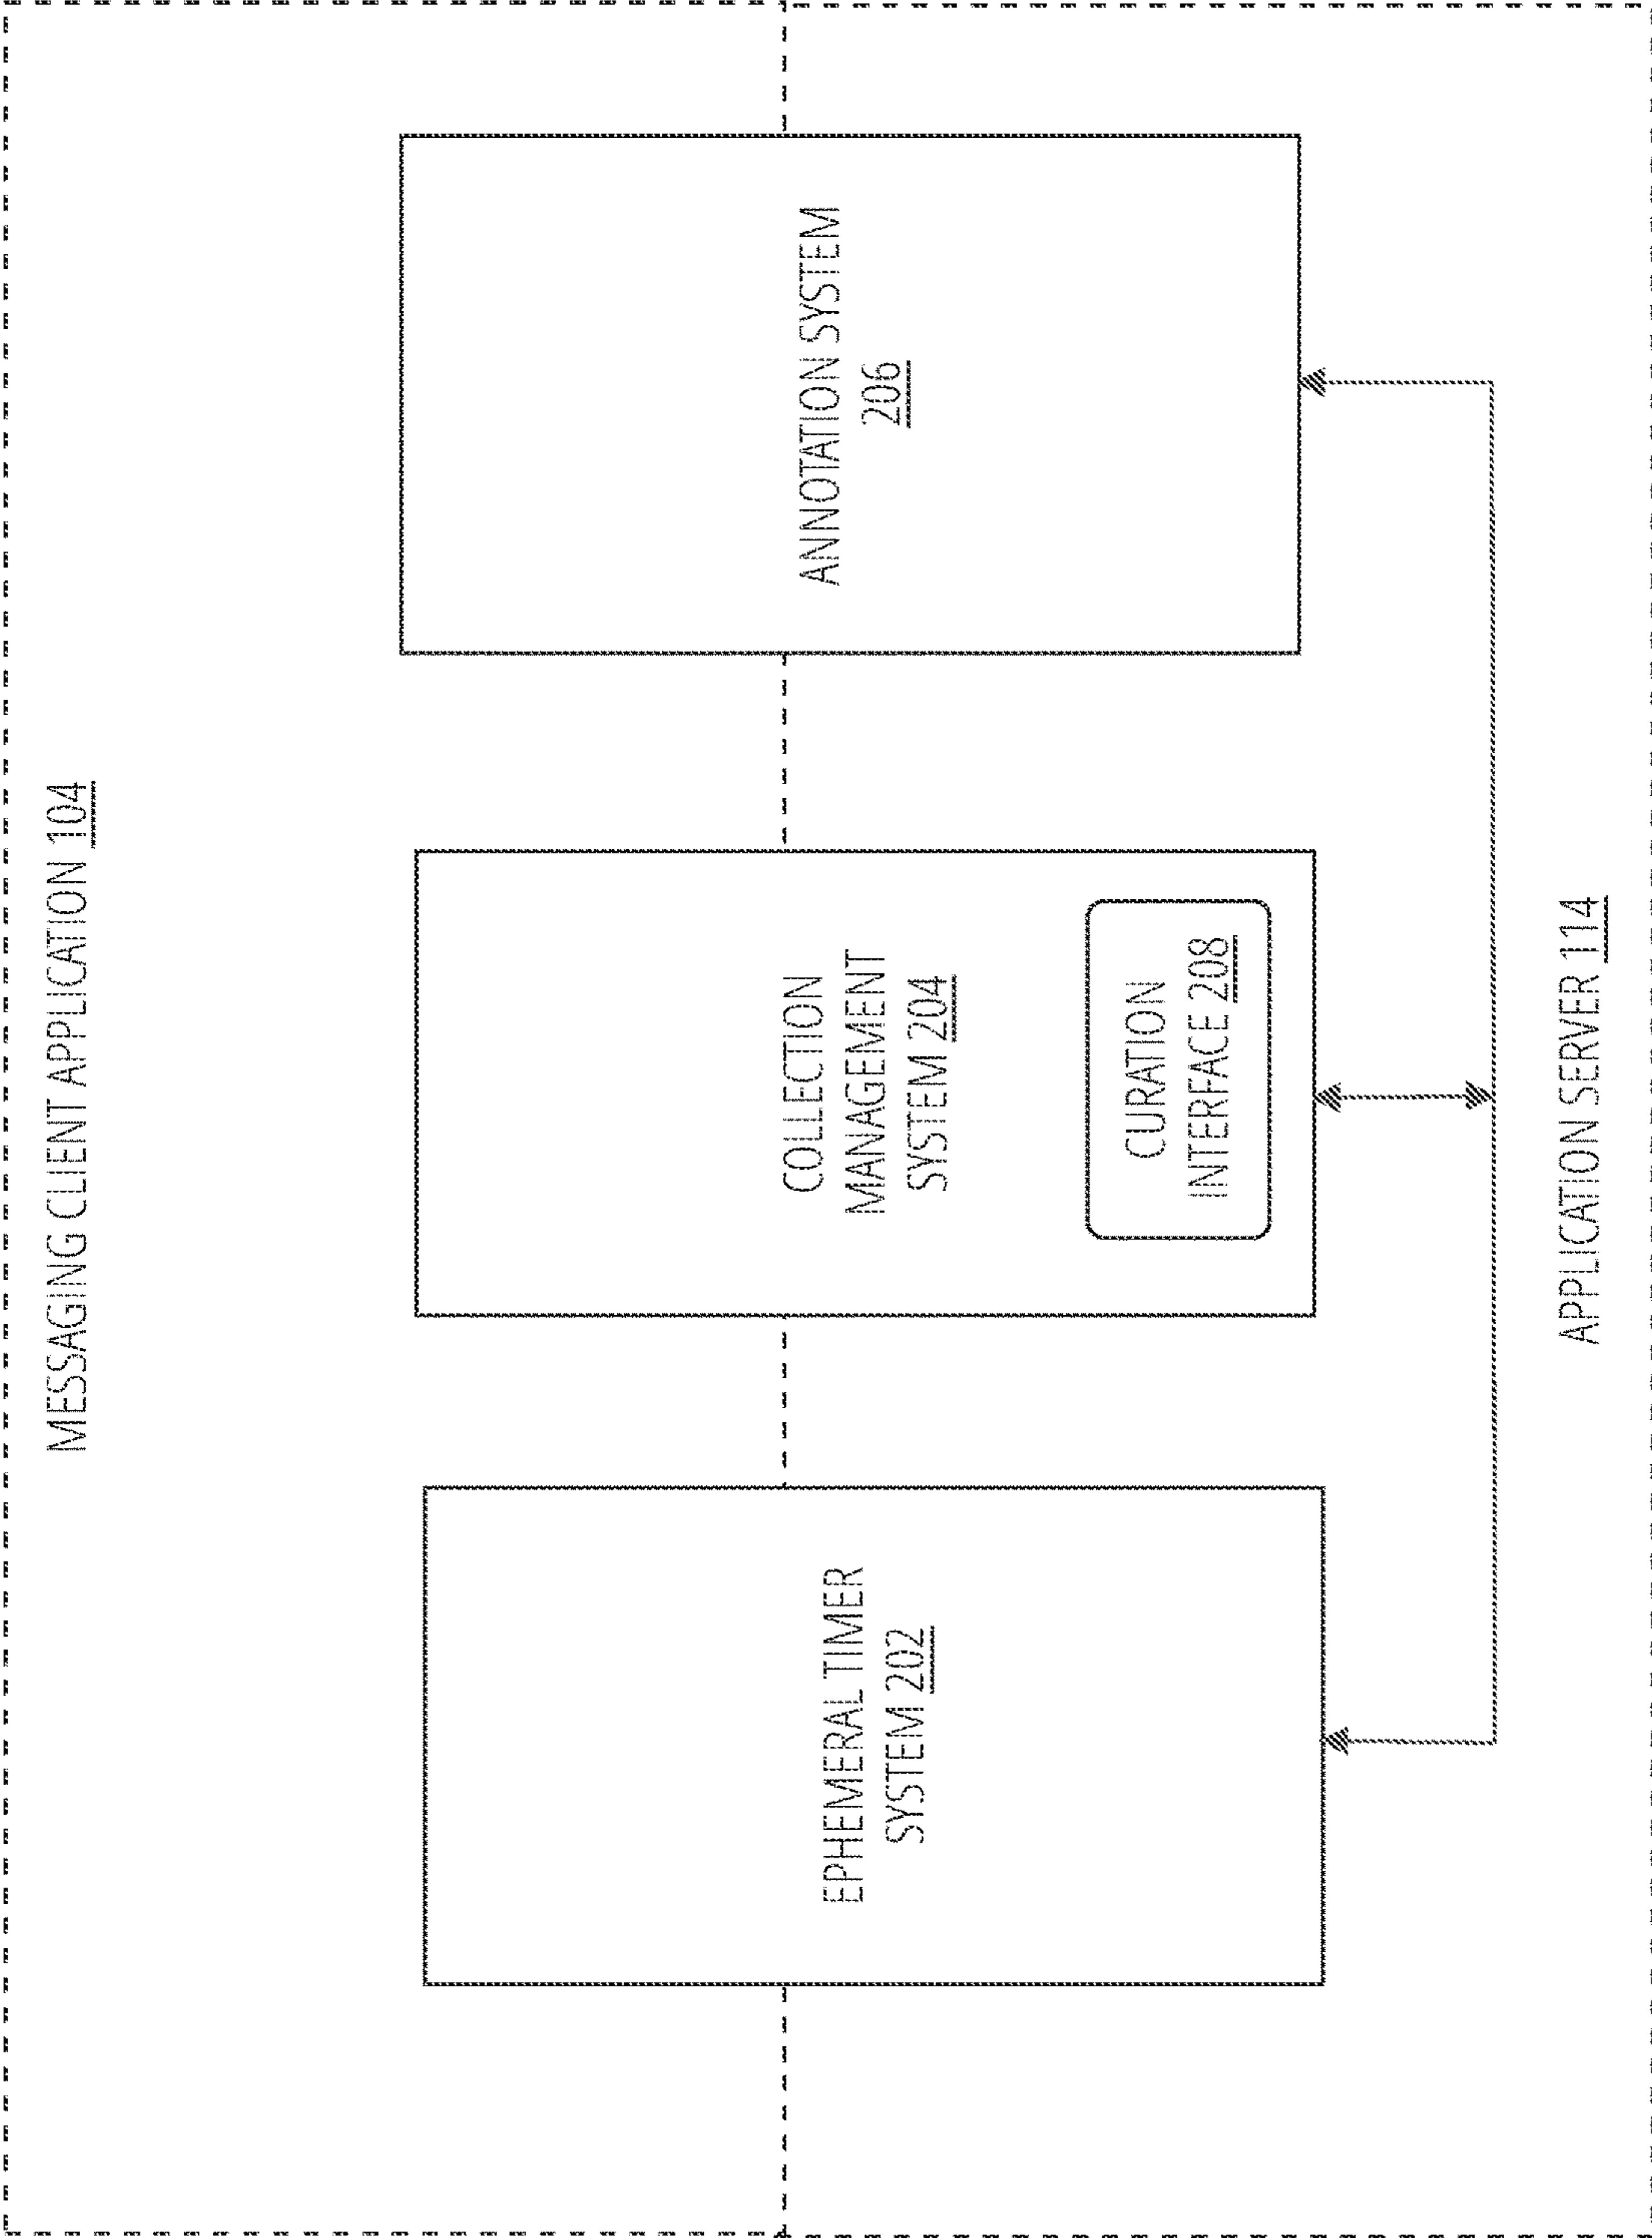 MESSAGING CLIENT APPLICATION 104
EPHEMERAL TIMER
SYSTEM 202
COLLECTION
MANAGEMENT
SYSTEM 204
CURATION
INTERFACE 208
ANNOTATION SYSTEM
206
APPLICATION SERVER 114